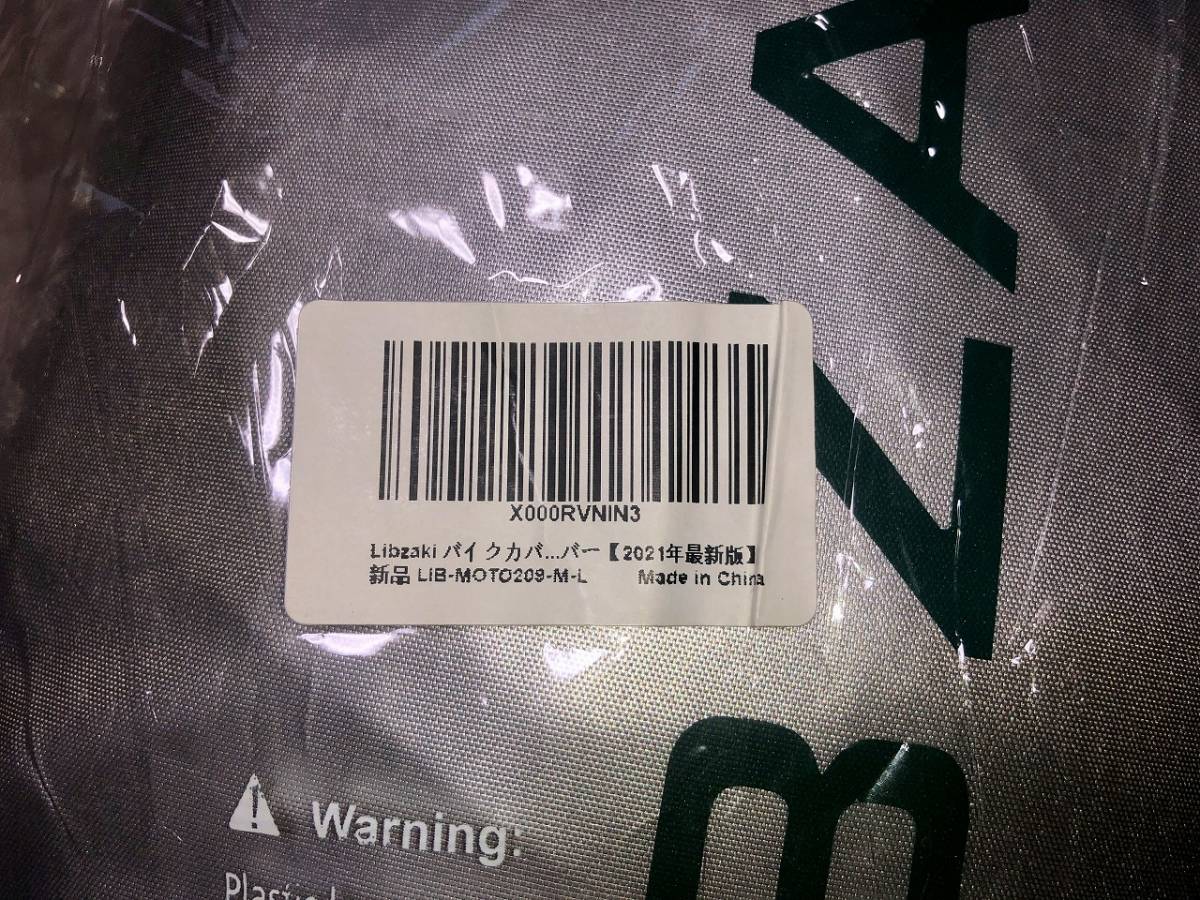 X000RVNIN3
Libzaki バイクカバ...バー【2021年最新版】
新品 LIB-MOTO209-M-L Made in China
Warning:
BZA